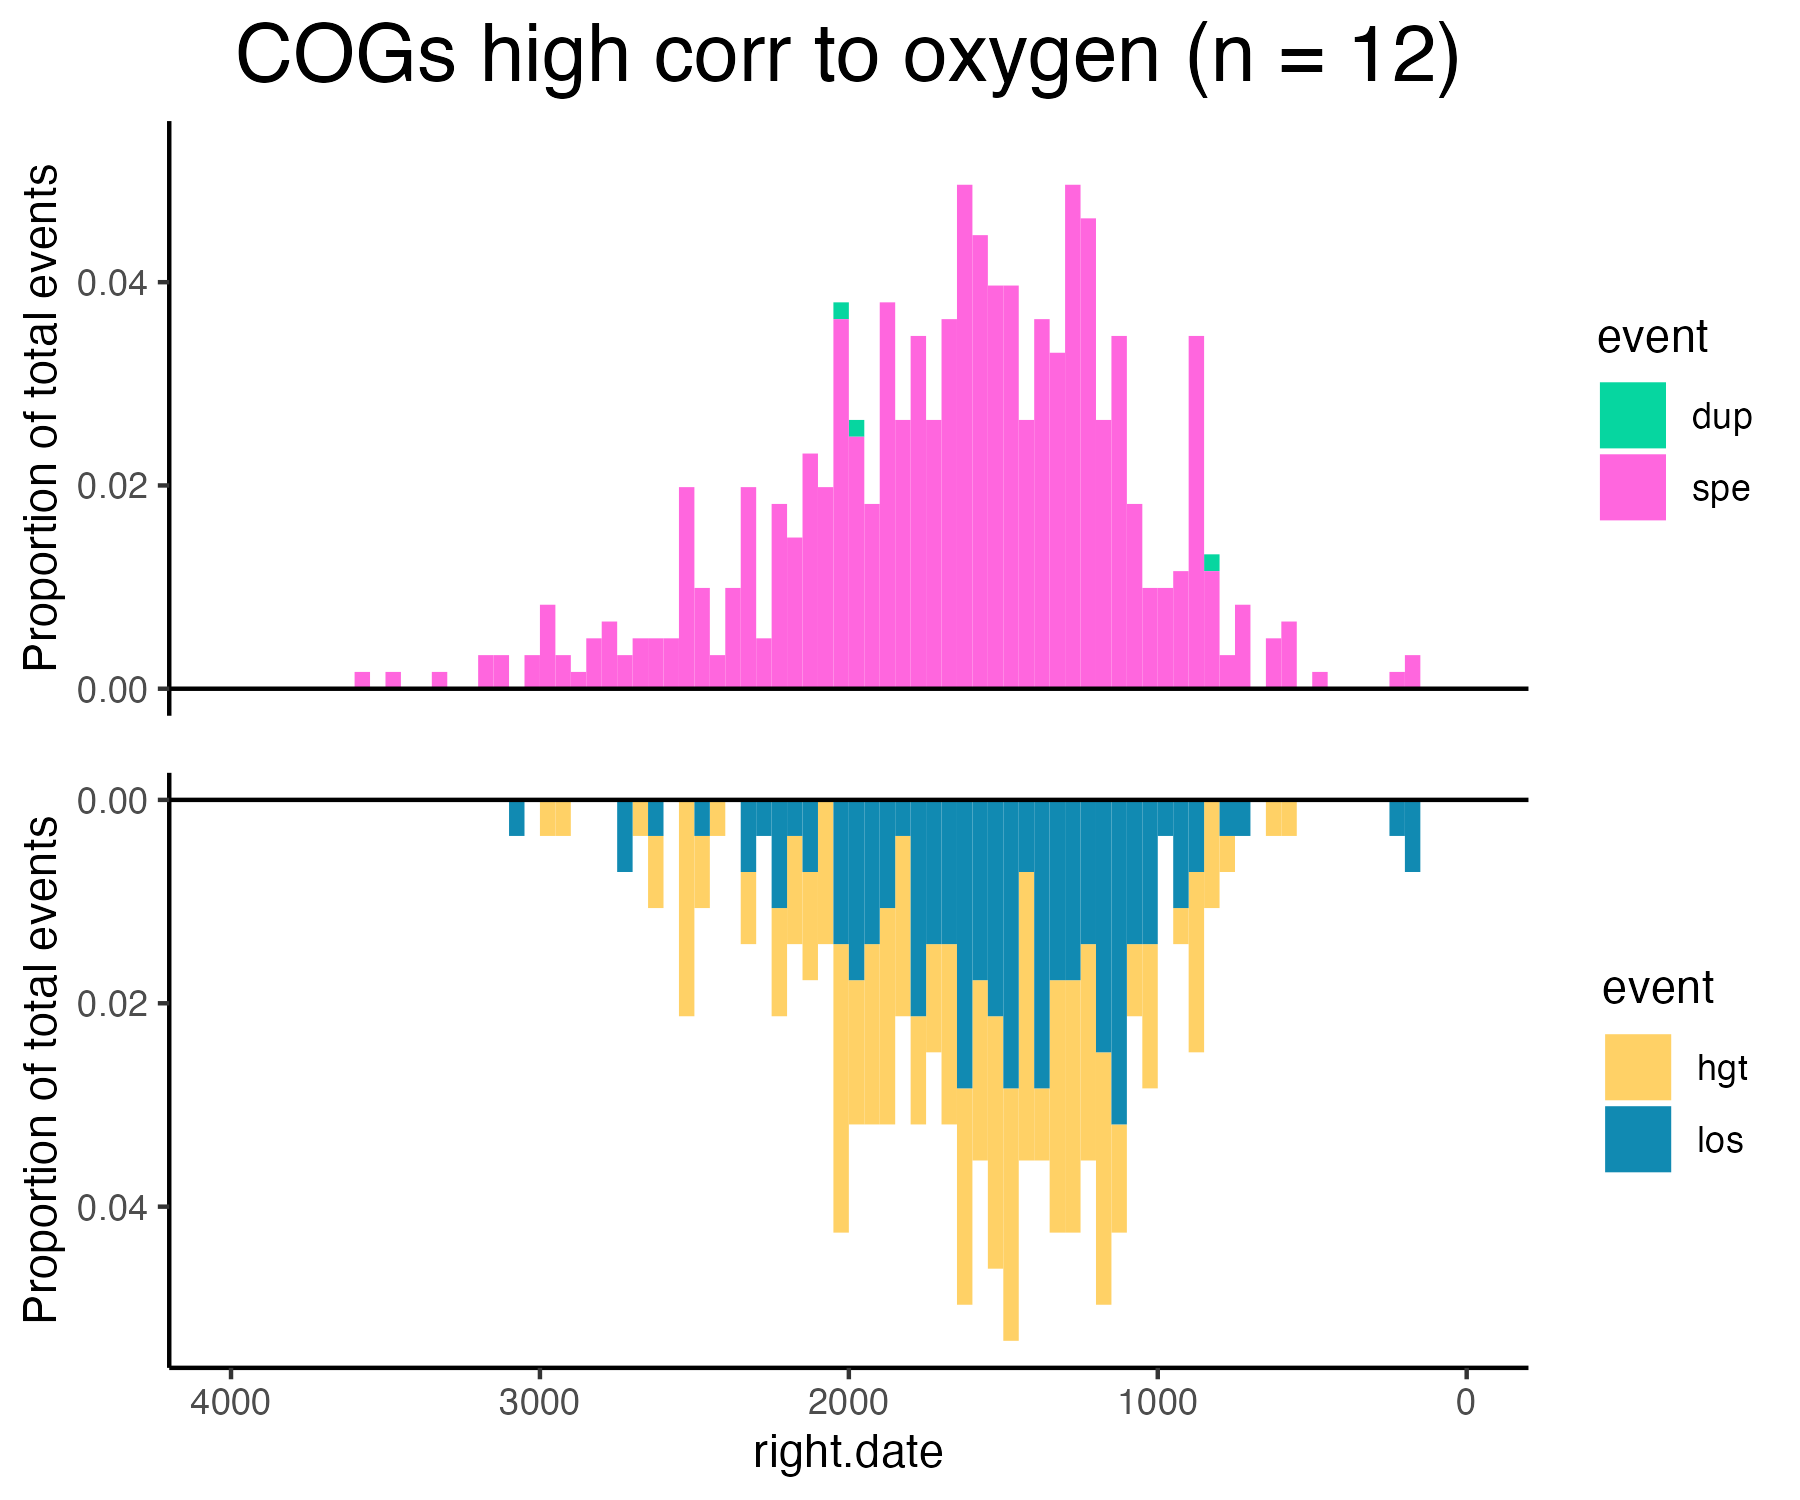 COGs high corr to oxygen (n = 12)
Proportion of total events
0.04
0.02
0.00
event
dup
spe
Proportion of total events
0.00
0.02
0.04
event
hgt
los
4000 3000 2000 1000 0
right.date